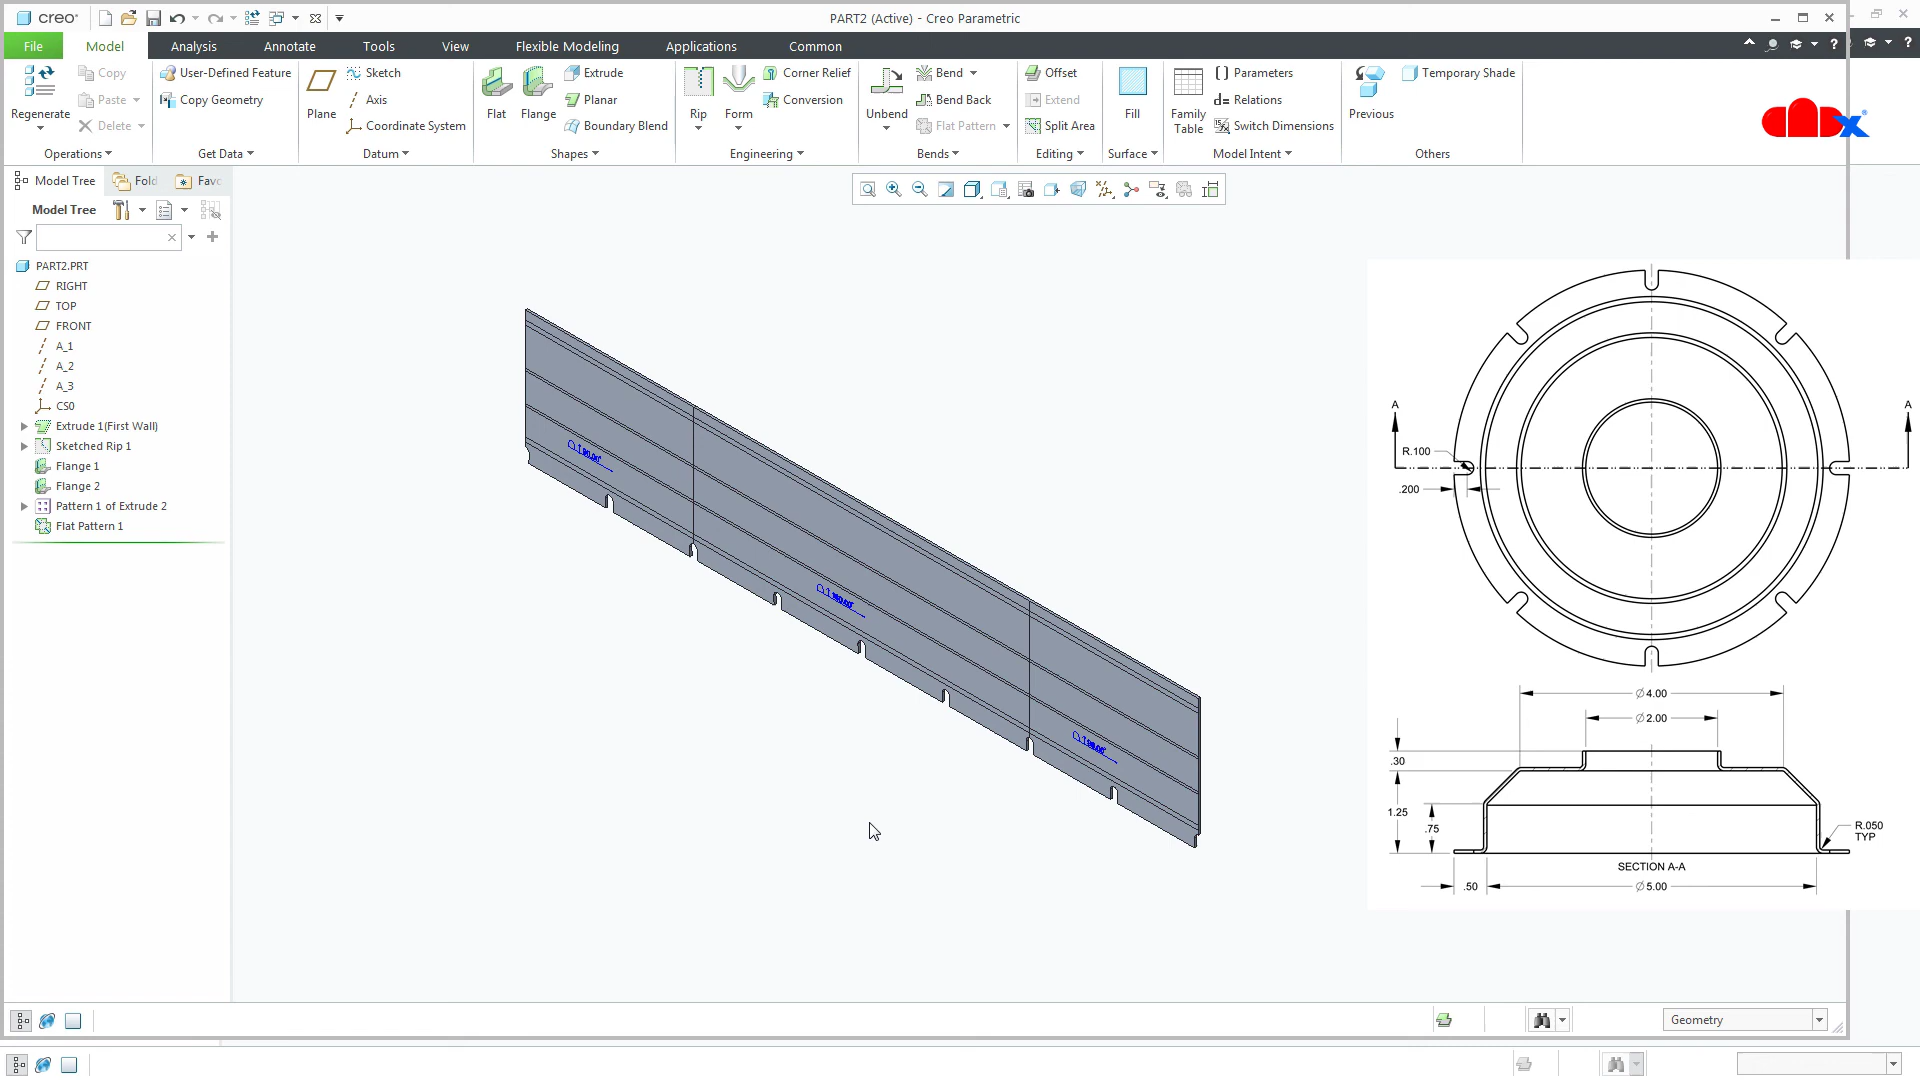 creo
PART2 (Active) - Creo Parametric
File
Model
Analysis
Annotate
Tools
View
Flexible Modeling
Applications
Common
Regenerate
Copy
Paste
Delete
Operations
User-Defined Feature
Copy Geometry
Get Data
Plane
Sketch
Axis
Coordinate System
Datum
Flat
Flange
Extrude
Planar
Boundary Blend
Shapes
Rip
Form
Corner Relief
Conversion
Engineering
Unbend
Bend
Bend Back
Flat Pattern
Bends
Offset
Extend
Split Area
Editing
Fill
Surface
Family
Table
Parameters
d= Relations
Switch Dimensions
Model Intent
Previous
Temporary Shade
Others
Model Tree
Fold
Favo
Model Tree
PART2.PRT
RIGHT
TOP
FRONT
A_1
A_2
A_3
CS0
Extrude 1(First Wall)
Sketched Rip 1
Flange 1
Flange 2
Pattern 1 of Extrude 2
Flat Pattern 1
A
A
R.100
.200
Ø4.00
Ø2.00
.30
1.25
.75
R.050
TYP
SECTION A-A
.50
Ø5.00
Geometry